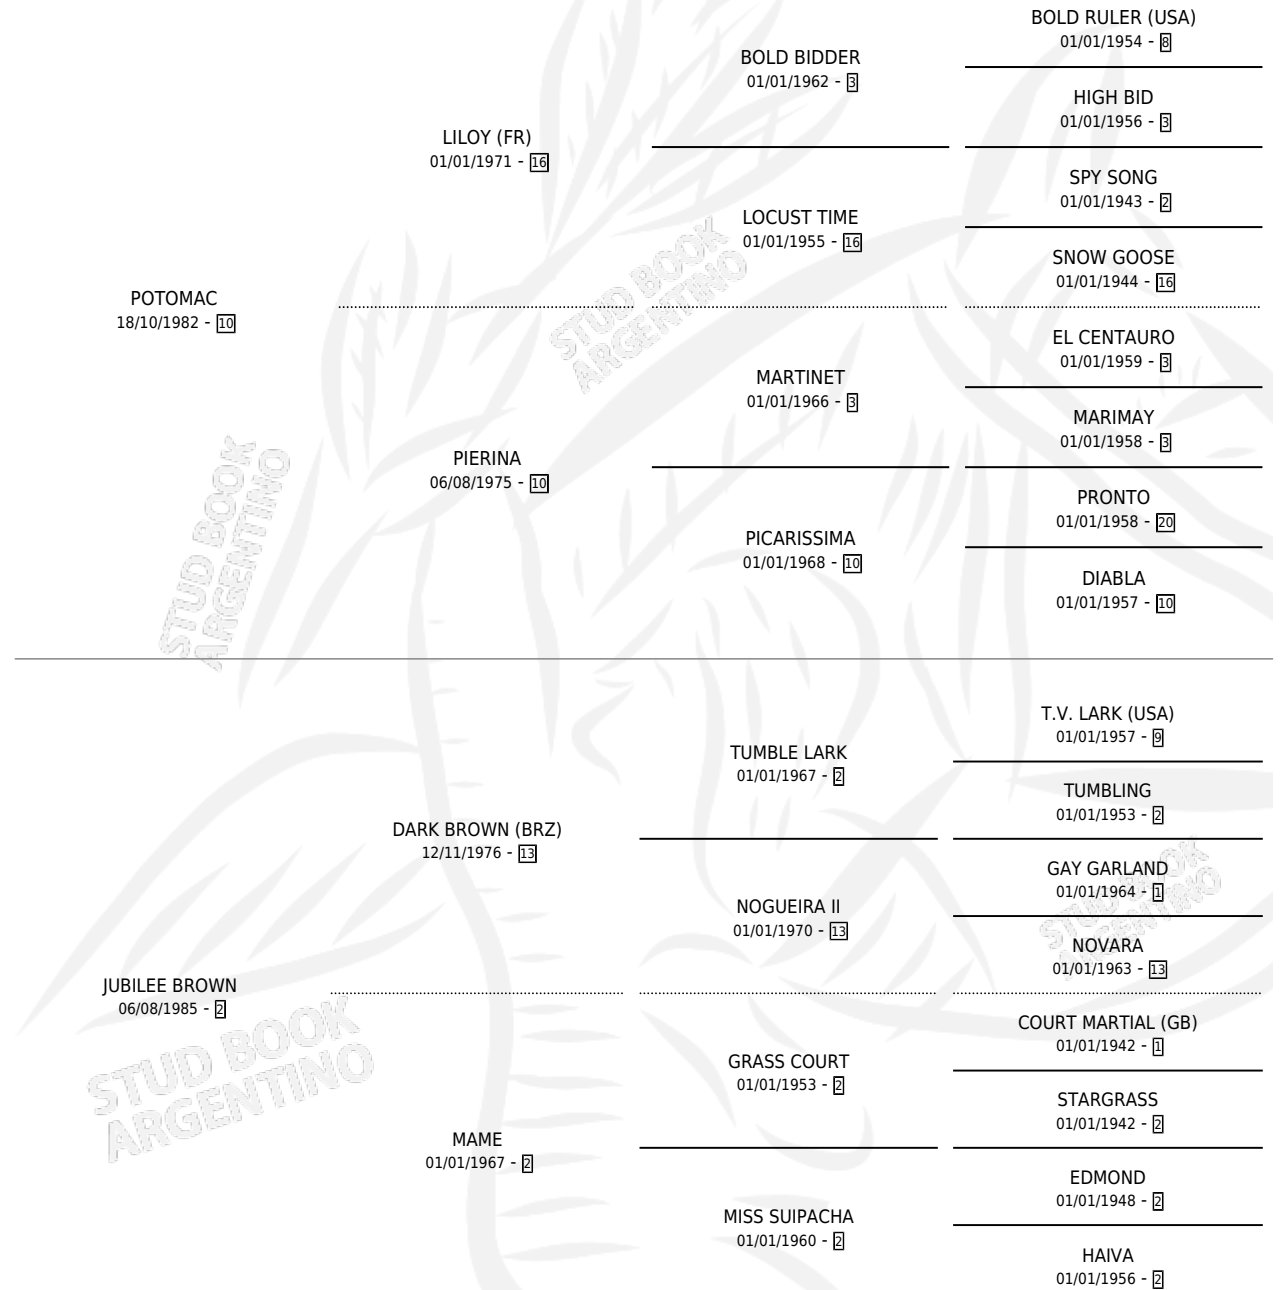 BOLD RULER (USA)
01/01/1954 - 8
BOLD BIDDER
01/01/1962 - 3
HIGH BID
01/01/1956 - 3
LILOY (FR)
01/01/1971 - 16
SPY SONG
01/01/1943 - 2
LOCUST TIME
01/01/1955 - 16
SNOW GOOSE
01/01/1944 - 16
POTOMAC
18/10/1982 - 10
EL CENTAURO
01/01/1959 - 3
MARTINET
01/01/1966 - 3
MARIMAY
01/01/1958 - 3
PIERINA
06/08/1975 - 10
PRONTO
01/01/1958 - 20
PICARISSIMA
01/01/1968 - 10
DIABLA
01/01/1957 - 10
T.V. LARK (USA)
01/01/1957 - 9
TUMBLE LARK
01/01/1967 - 2
TUMBLING
01/01/1953 - 2
DARK BROWN (BRZ)
12/11/1976 - 13
GAY GARLAND
01/01/1964 - 1
NOGUEIRA II
01/01/1970 - 13
NOVARA
01/01/1963 - 13
JUBILEE BROWN
06/08/1985 - 2
COURT MARTIAL (GB)
01/01/1942 - 1
GRASS COURT
01/01/1953 - 2
STARGRASS
01/01/1942 - 2
MAME
01/01/1967 - 2
EDMOND
01/01/1948 - 2
MISS SUIPACHA
01/01/1960 - 2
HAIVA
01/01/1956 - 2
STUD BOOK
ARGENTINO
STUD BOOK
ARGENTINO
STUD BOOK
ARGENTINO
STUD BOOK
ARGENTINO